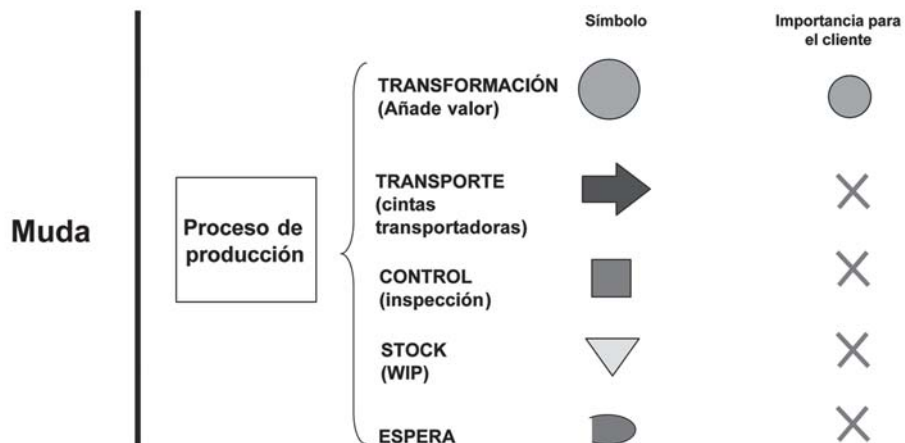 Símbolo
Importancia para
el cliente
TRANSFORMACIÓN
(Añade valor)
TRANSPORTE
(cintas
transportadoras)
Muda
Proceso de
producción
CONTROL
(inspección)
STOCK
(WIP)
ESPERA